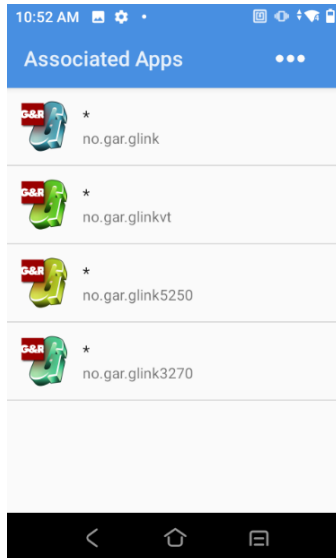 10:52 AM
Associated Apps
G&R
*
no.gar.glink
G&R
*
no.gar.glinkvt
G&R
*
no.gar.glink5250
G&R
*
no.gar.glink3270